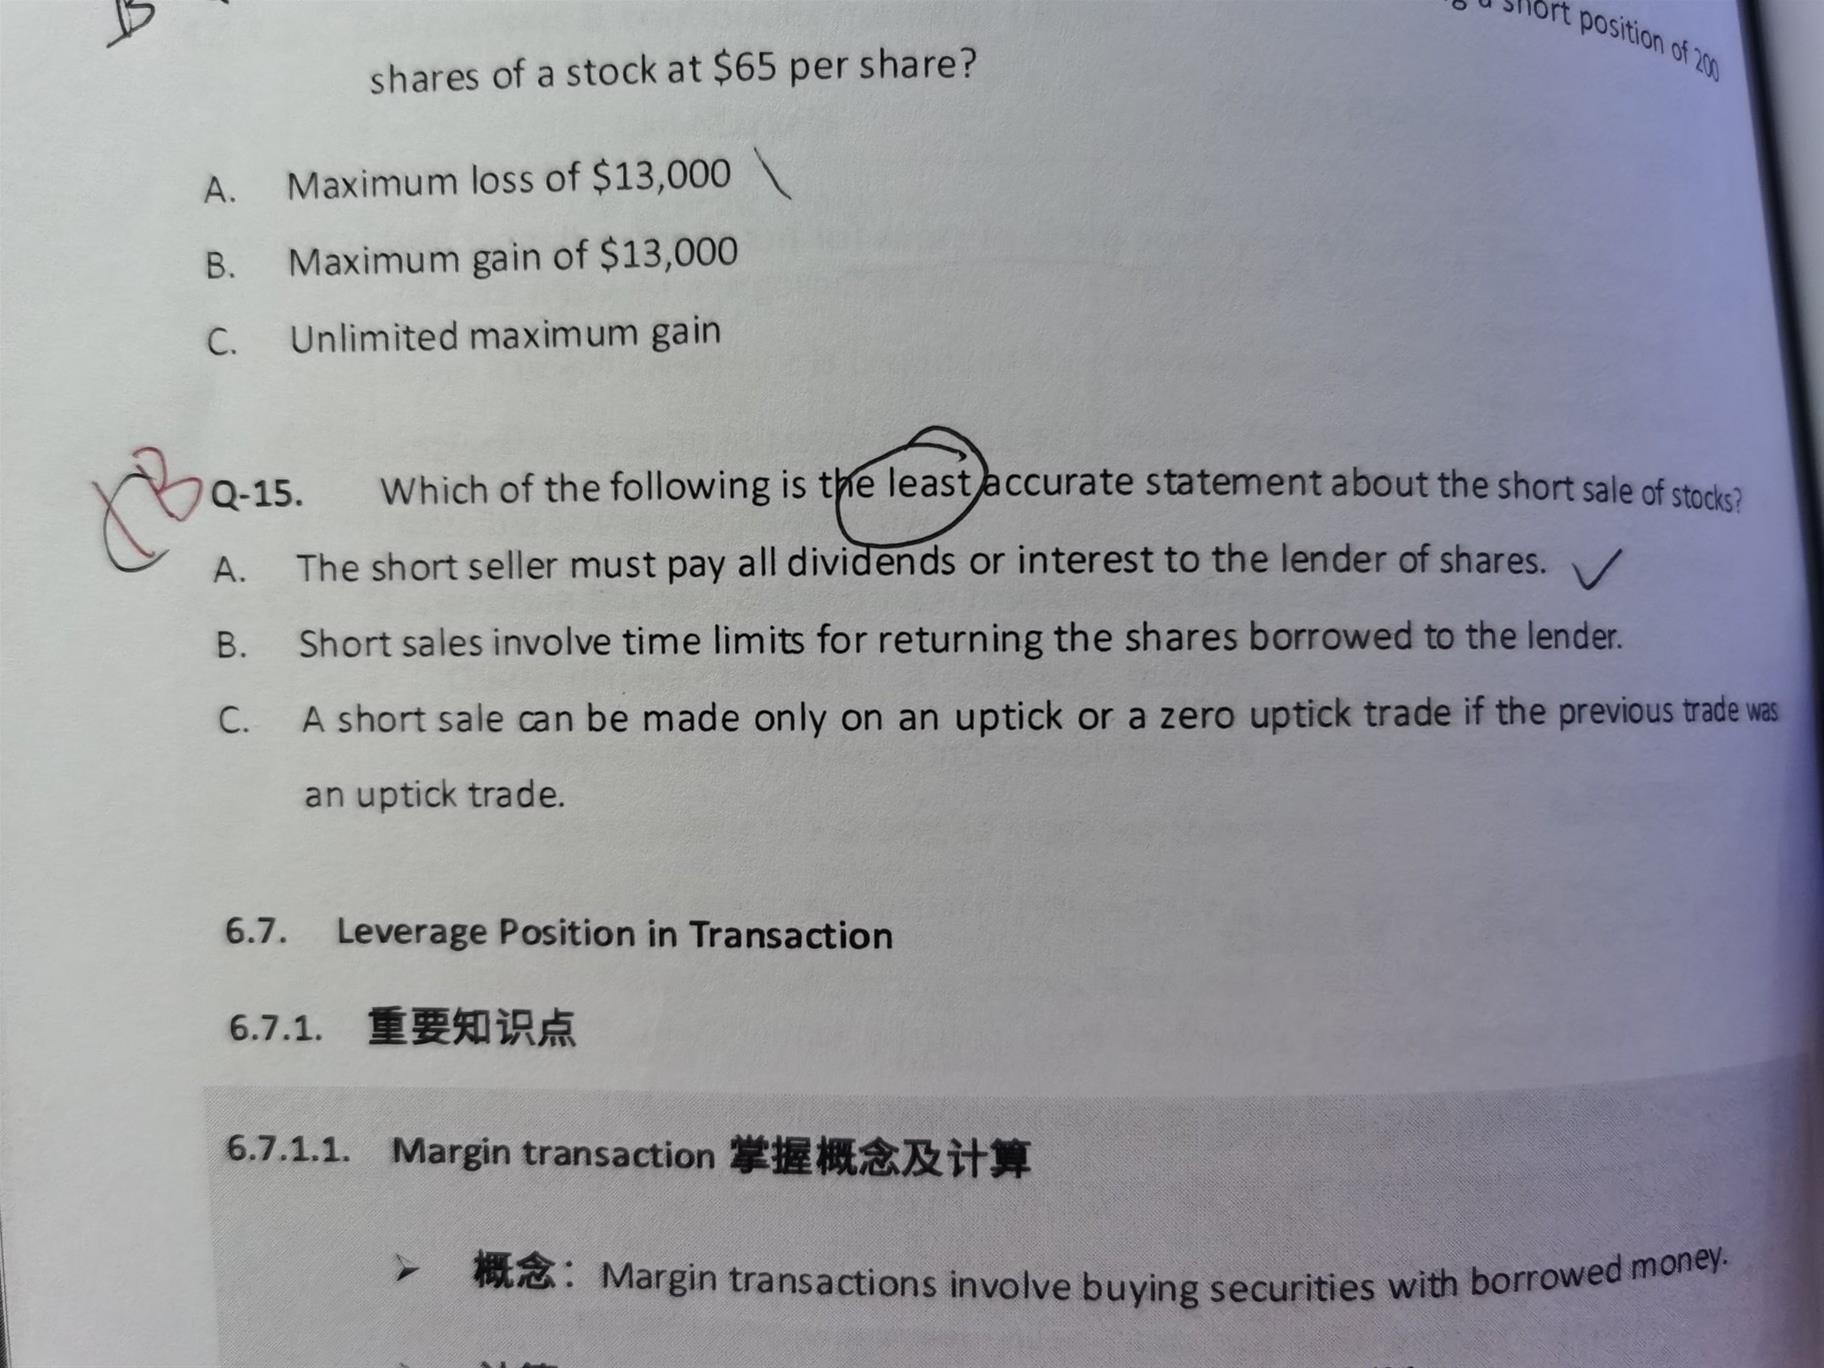 B
a short position of 200
shares of a stock at $65 per share?
A. Maximum loss of $13,000
B. Maximum gain of $13,000
C. Unlimited maximum gain
B Q-15. Which of the following is the least accurate statement about the short sale of stocks?
A. The short seller must pay all dividends or interest to the lender of shares.
B. Short sales involve time limits for returning the shares borrowed to the lender.
C. A short sale can be made only on an uptick or a zero uptick trade if the previous trade was
an uptick trade.
6.7. Leverage Position in Transaction
6.7.1. 重要知识点
6.7.1.1. Margin transaction 掌握概念及计算
➢ 概念：Margin transactions involve buying securities with borrowed money.